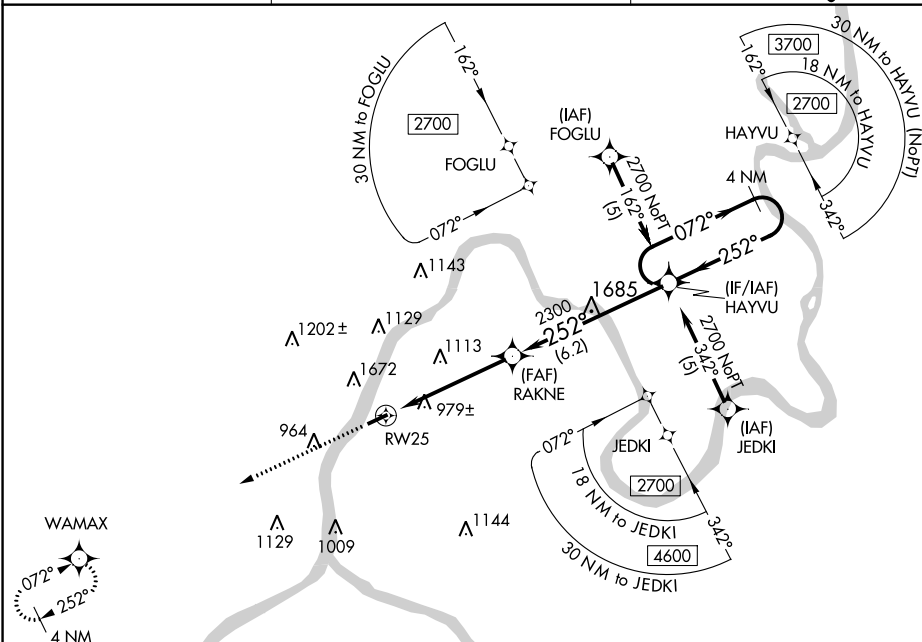 30 NM to FOGLU
162°
2700
FOGLU
072°
(IAF)
FOGLU
2700 NoPT
162°
(5)
4 NM
072°
252°
3700
162°
2700
HAYVU
30 NM to HAYVU (NoPT)
18 NM to HAYVU
342°
(IF/IAF)
HAYVU
1685
2300
252°
(6.2)
(FAF)
RAKNE
1143
1129
1202±
1113
1672
979±
964
RW25
2700 NoPT
342°
(5)
(IAF)
JEDKI
072°
JEDKI
2700
18 NM to JEDKI
342°
4600
30 NM to JEDKI
1129
1009
1144
WAMAX
072°
252°
4 NM